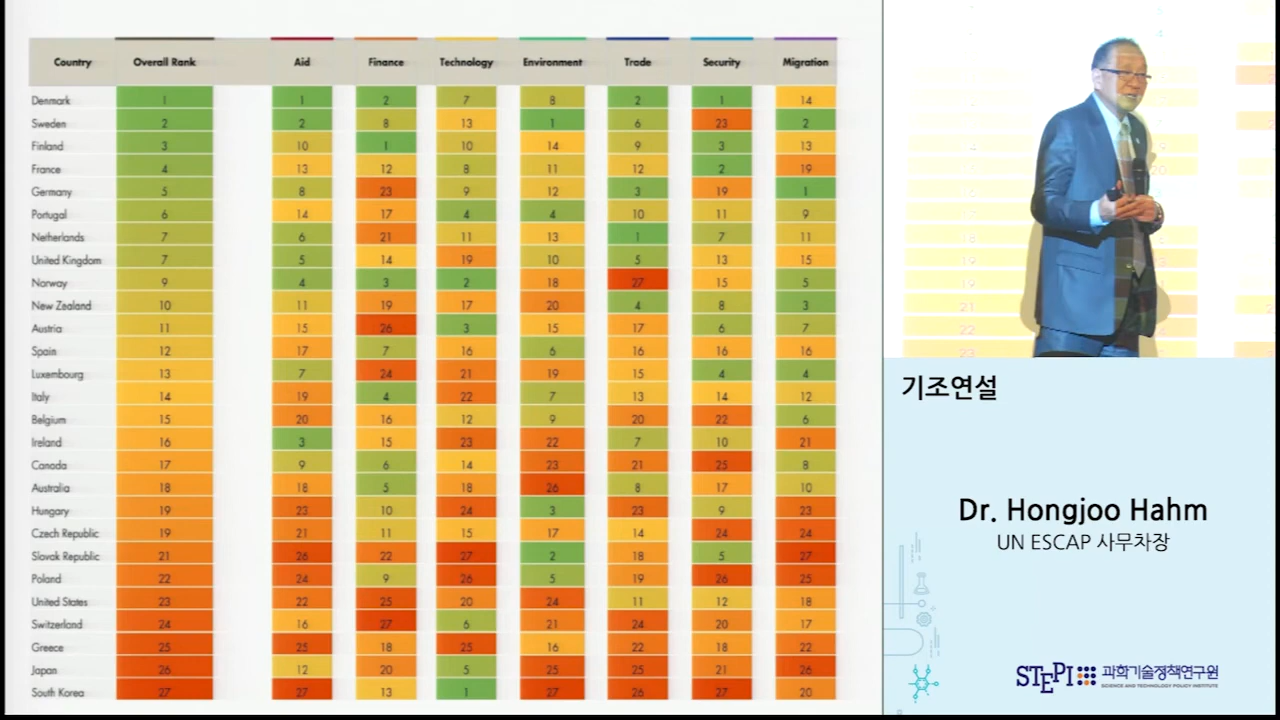 Country Overall Rank Aid Finance Technology Environment Trade Security Migration
Denmark 1 1 2 7 8 2 1 14
Sweden 2 2 8 13 1 6 23 2
Finland 3 10 1 10 14 9 3 13
France 4 13 12 8 11 12 2 19
Germany 5 8 23 9 12 3 19 1
Portugal 6 14 17 4 4 10 11 9
Netherlands 7 6 21 11 13 1 7 11
United Kingdom 7 5 14 19 10 5 13 15
Norway 9 4 3 2 18 27 15 5
New Zealand 10 11 19 17 20 4 8 3
Austria 11 15 26 3 15 17 6 7
Spain 12 17 7 16 6 16 16 16
Luxembourg 13 7 24 21 19 15 4 4
Italy 14 19 4 22 7 13 14 12
Belgium 15 20 16 12 9 20 22 6
Ireland 16 3 15 23 22 7 10 21
Canada 17 9 6 14 23 21 25 8
Australia 18 18 5 18 26 8 17 10
Hungary 19 23 10 24 3 23 9 23
Czech Republic 19 21 11 15 17 14 24 24
Slovak Republic 21 26 22 27 2 18 5 27
Poland 22 24 9 26 5 19 26 25
United States 23 22 25 20 24 11 12 18
Switzerland 24 16 27 6 21 24 20 17
Greece 25 25 18 25 16 22 18 22
Japan 26 12 20 5 25 25 21 26
South Korea 27 27 13 1 27 26 27 20
기조연설
Dr. Hongjoo Hahm
UN ESCAP 사무차장
STEPI 과학기술정책연구원
SCIENCE AND TECHNOLOGY POLICY INSTITUTE